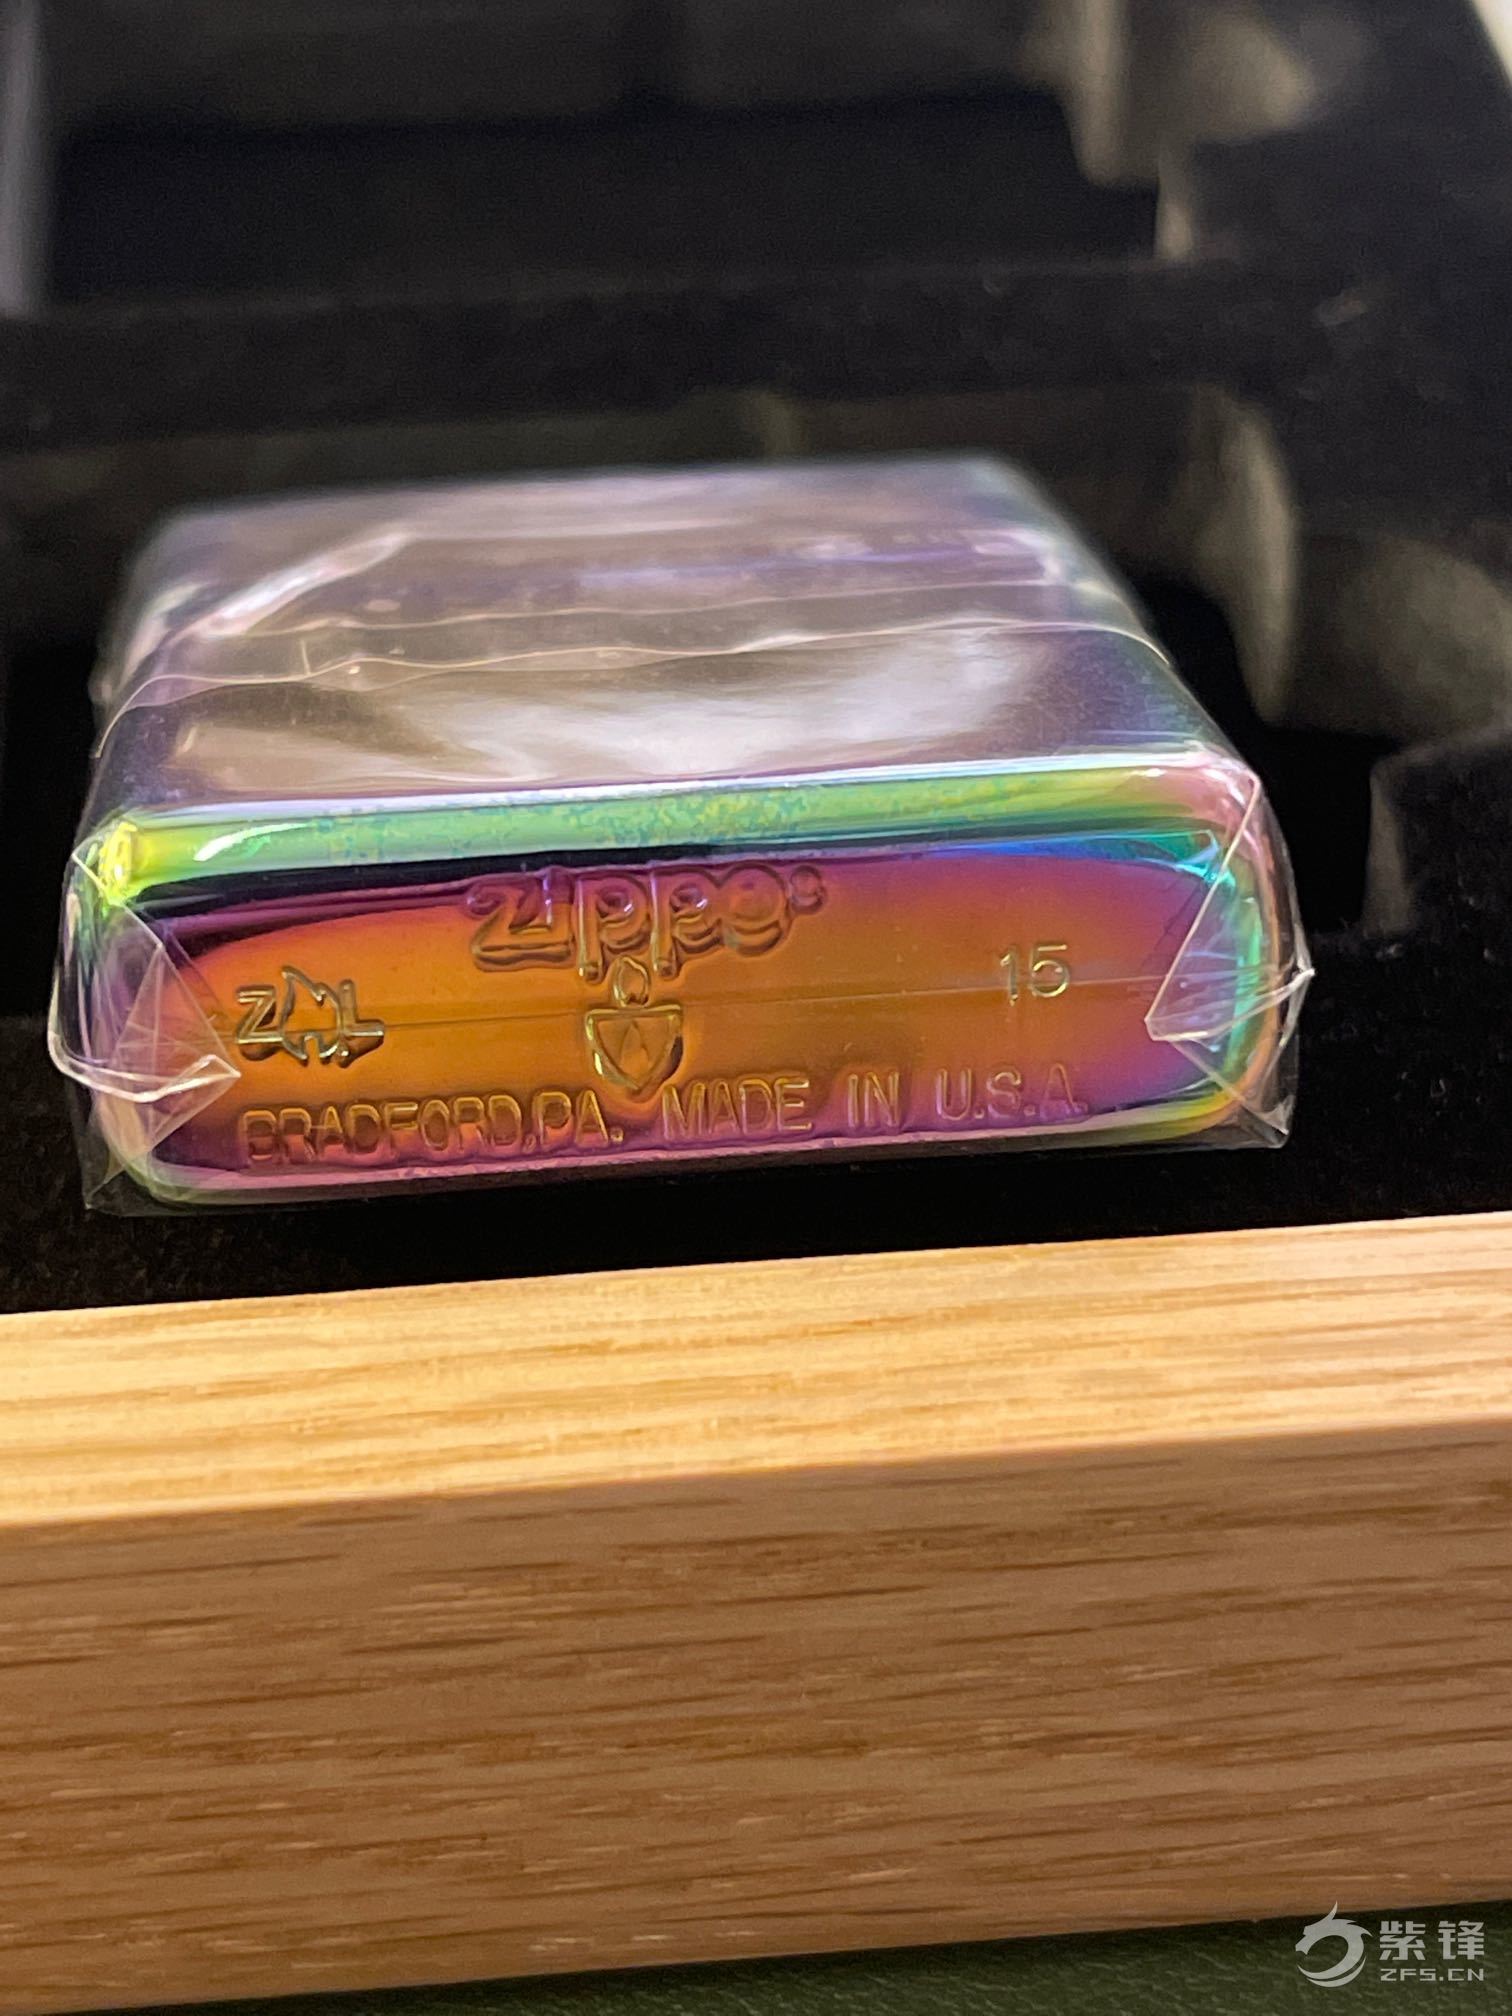 zippo®
Z L 15
BRADFORD,PA. MADE IN U.S.A.
紫锋
ZFS.CN